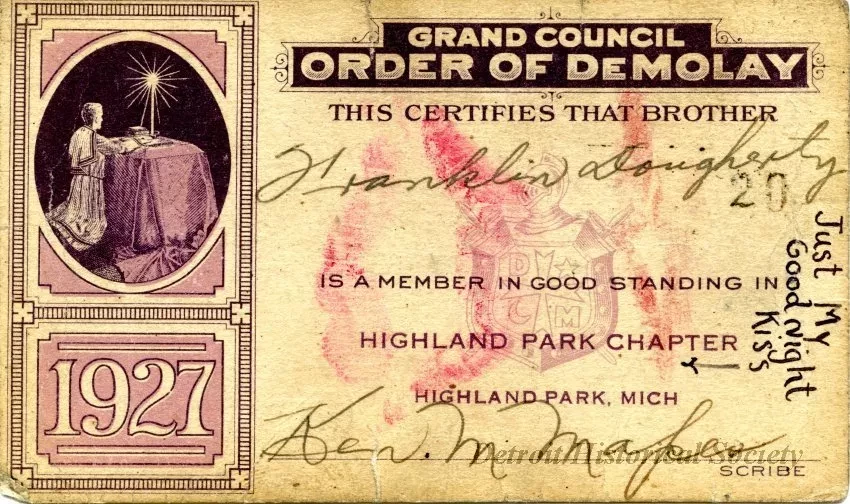 GRAND COUNCIL
ORDER OF DeMOLAY
THIS CERTIFIES THAT BROTHER
Franklin Dougherty
20
IS A MEMBER IN GOOD STANDING IN
HIGHLAND PARK CHAPTER
HIGHLAND PARK, MICH
Ken. M.
SCRIBE
1927
Just My
Good Night
Kiss
D
C M
Detroit Historical Society